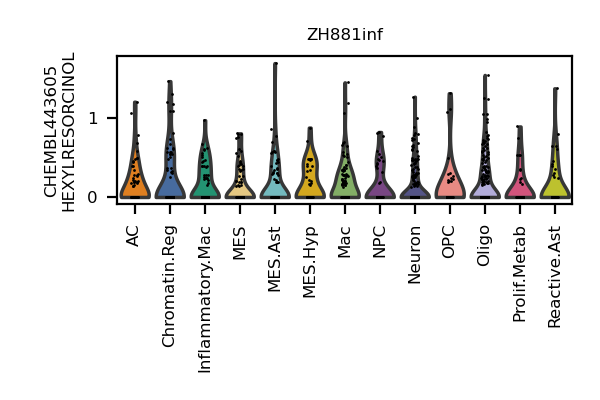 ZH881inf
CHEMBL443605
HEXYLRESORCINOL
1
0
AC
Chromatin.Reg
Inflammatory.Mac
MES
MES.Ast
MES.Hyp
Mac
NPC
Neuron
OPC
Oligo
Prolif.Metab
Reactive.Ast